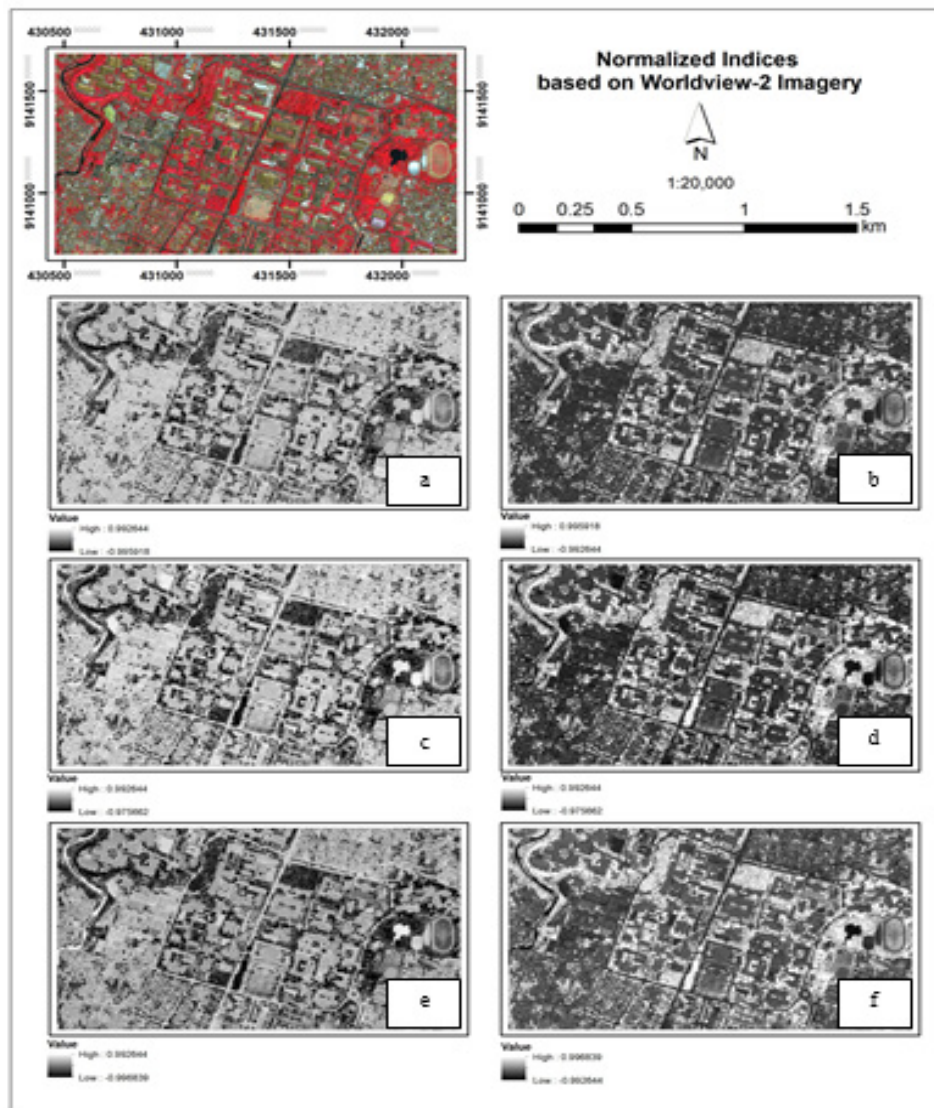 430500 431000 431500 432000
9141500
9141000
9141500
9141000
430500 431000 431500 432000
Normalized Indices
based on Worldview-2 Imagery
N
1:20,000
0 0.25 0.5 1 1.5
km
a
b
Value
High : 0.992644
Low : -0.995918
Value
High : 0.995918
Low : -0.992644
c
d
Value
High : 0.992644
Low : -0.975662
Value
High : 0.992644
Low : -0.975662
e
f
Value
High : 0.992644
Low : -0.996839
Value
High : 0.996839
Low : -0.992644